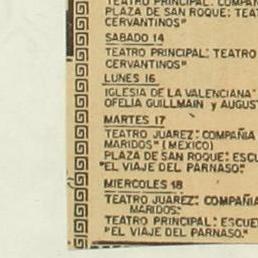 TEATRO PRINCIPAL: COMPAÑ
PLAZA DE SAN ROQUE: TEA
CERVANTINOS"
SABADO 14
TEATRO PRINCIPAL: TEATRO
CERVANTINOS"
LUNES 16
IGLESIA DE LA VALENCIANA"
OFELIA GUILLMAIN y AUGUS
MARTES 17
TEATRO JUAREZ: COMPAÑIA
MARIDOS" (MEXICO)
PLAZA DE SAN ROQUE: ESCU
"EL VIAJE DEL PARNASO."
MIERCOLES 18
TEATRO JUAREZ: COMPAÑIA
MARIDOS"
TEATRO PRINCIPAL: ESCUE
"EL VIAJE DEL PARNASO."